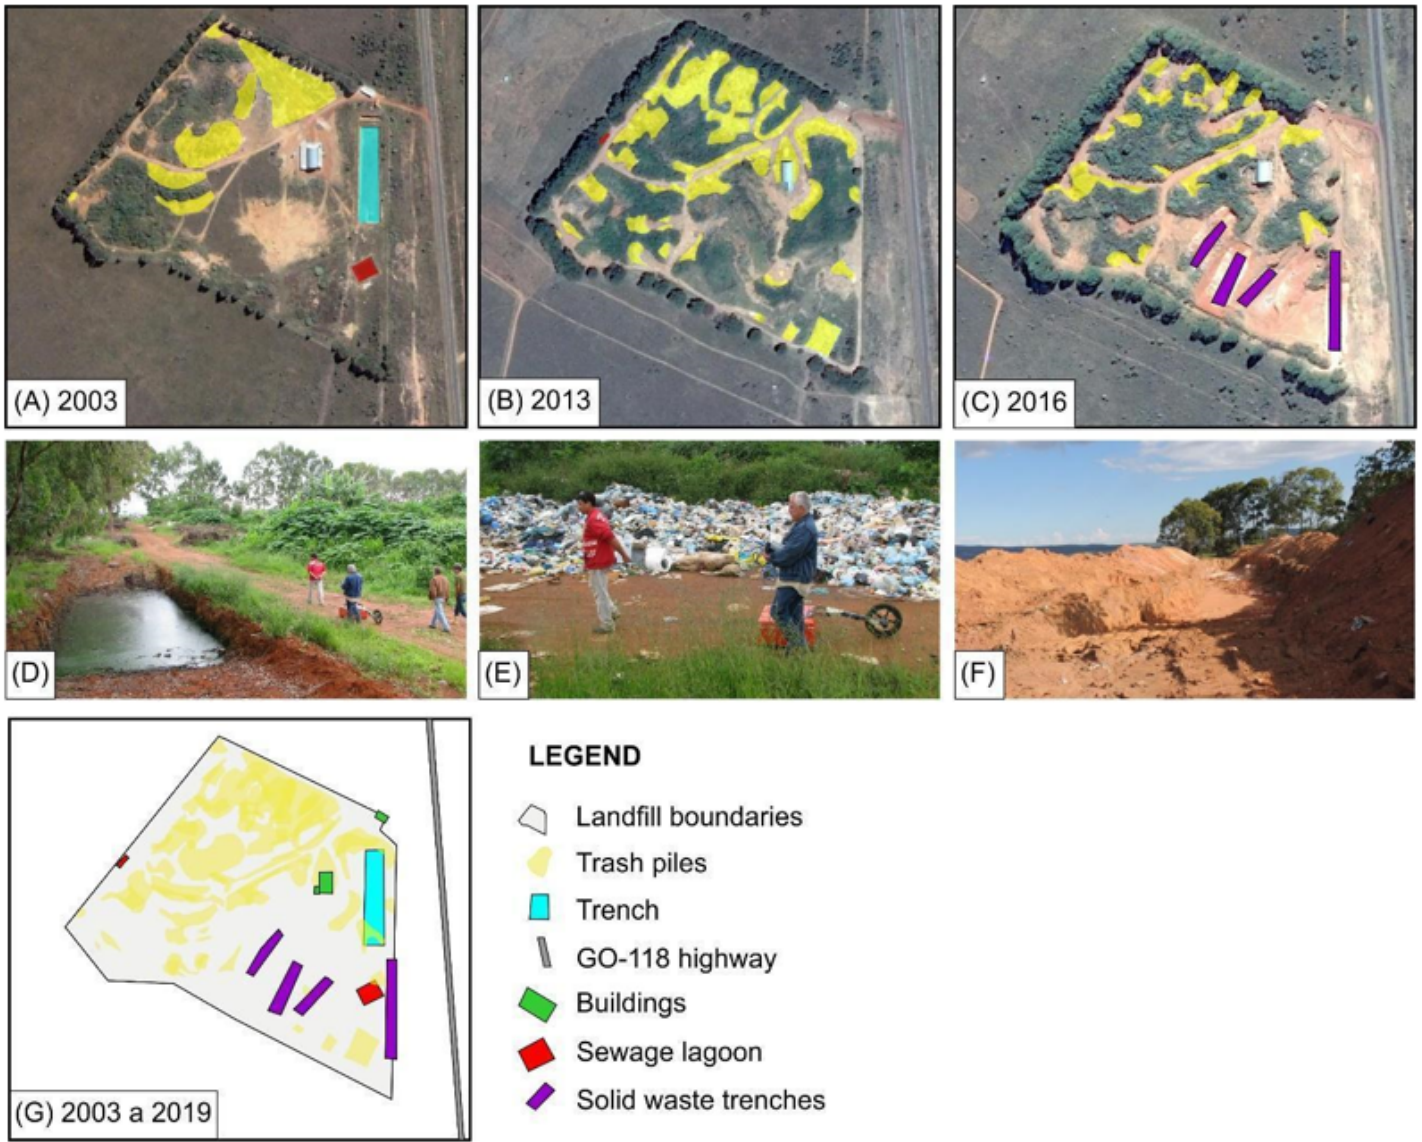 (A) 2003
(B) 2013
(C) 2016
(D)
(E)
(F)
LEGEND
Landfill boundaries
Trash piles
Trench
GO-118 highway
Buildings
Sewage lagoon
Solid waste trenches
(G) 2003 a 2019